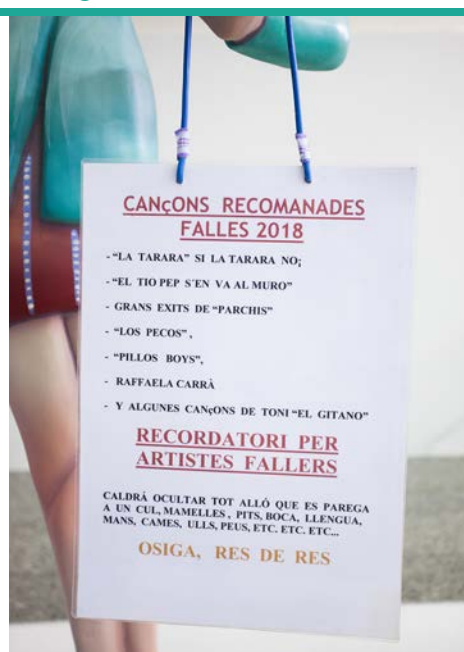 CANçONS RECOMANADES
FALLES 2018
- "LA TARARA" SI LA TARARA NO;
- "EL TIO PEP S´EN VA AL MURO"
- GRANS EXITS DE "PARCHIS"
- "LOS PECOS" ,
- "PILLOS BOYS",
- RAFFAELA CARRÀ
- Y ALGUNES CANçONS DE TONI "EL GITANO"
RECORDATORI PER
ARTISTES FALLERS
CALDRÁ OCULTAR TOT ALLÓ QUE ES PAREGA
A UN CUL, MAMELLES , PITS, BOCA, LLENGUA,
MANS, CAMES, ULLS, PEUS, ETC. ETC. ETC...
OSIGA, RES DE RES